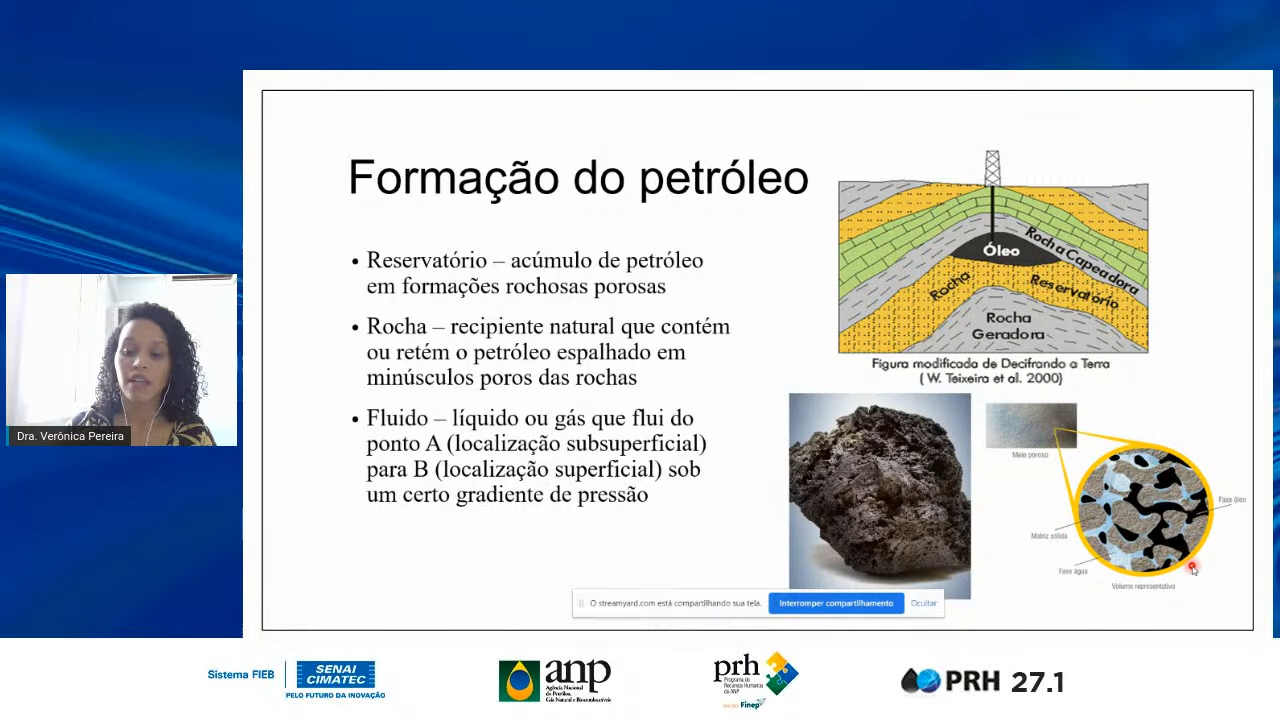 Formação do petróleo
• Reservatório – acúmulo de petróleo
em formações rochosas porosas
• Rocha – recipiente natural que contém
ou retém o petróleo espalhado em
minúsculos poros das rochas
• Fluido – líquido ou gás que flui do
ponto A (localização subsuperficial)
para B (localização superficial) sob
um certo gradiente de pressão
Óleo
Rocha Capeadora
Rocha Reservatorio
Rocha
Geradora
Figura modificada de Decifrando a Terra
( W. Teixeira et al. 2000)
Meio poroso
Fase óleo
Matriz sólida
Fase água
Volume representativo
Dra. Verônica Pereira
O streamyard.com está compartilhando sua tela.
Interromper compartilhamento
Ocultar
Sistema FIEB
SENAI
CIMATEC
PELO FUTURO DA INOVAÇÃO
anp
Agência Nacional
do Petróleo,
Gás Natural e Biocombustíveis
prh
Programa de
Recursos Humanos
da ANP
Finep
PRH 27.1